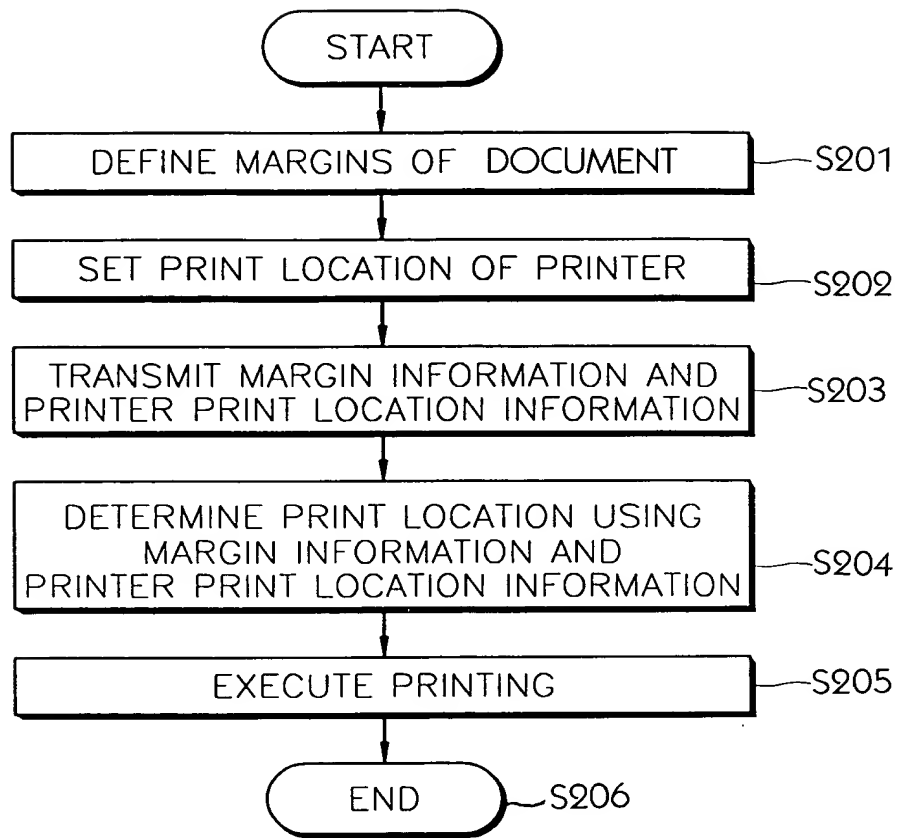 START
DEFINE MARGINS OF DOCUMENT
S201
SET PRINT LOCATION OF PRINTER
S202
TRANSMIT MARGIN INFORMATION AND
PRINTER PRINT LOCATION INFORMATION
S203
DETERMINE PRINT LOCATION USING
MARGIN INFORMATION AND
PRINTER PRINT LOCATION INFORMATION
S204
EXECUTE PRINTING
S205
END
S206